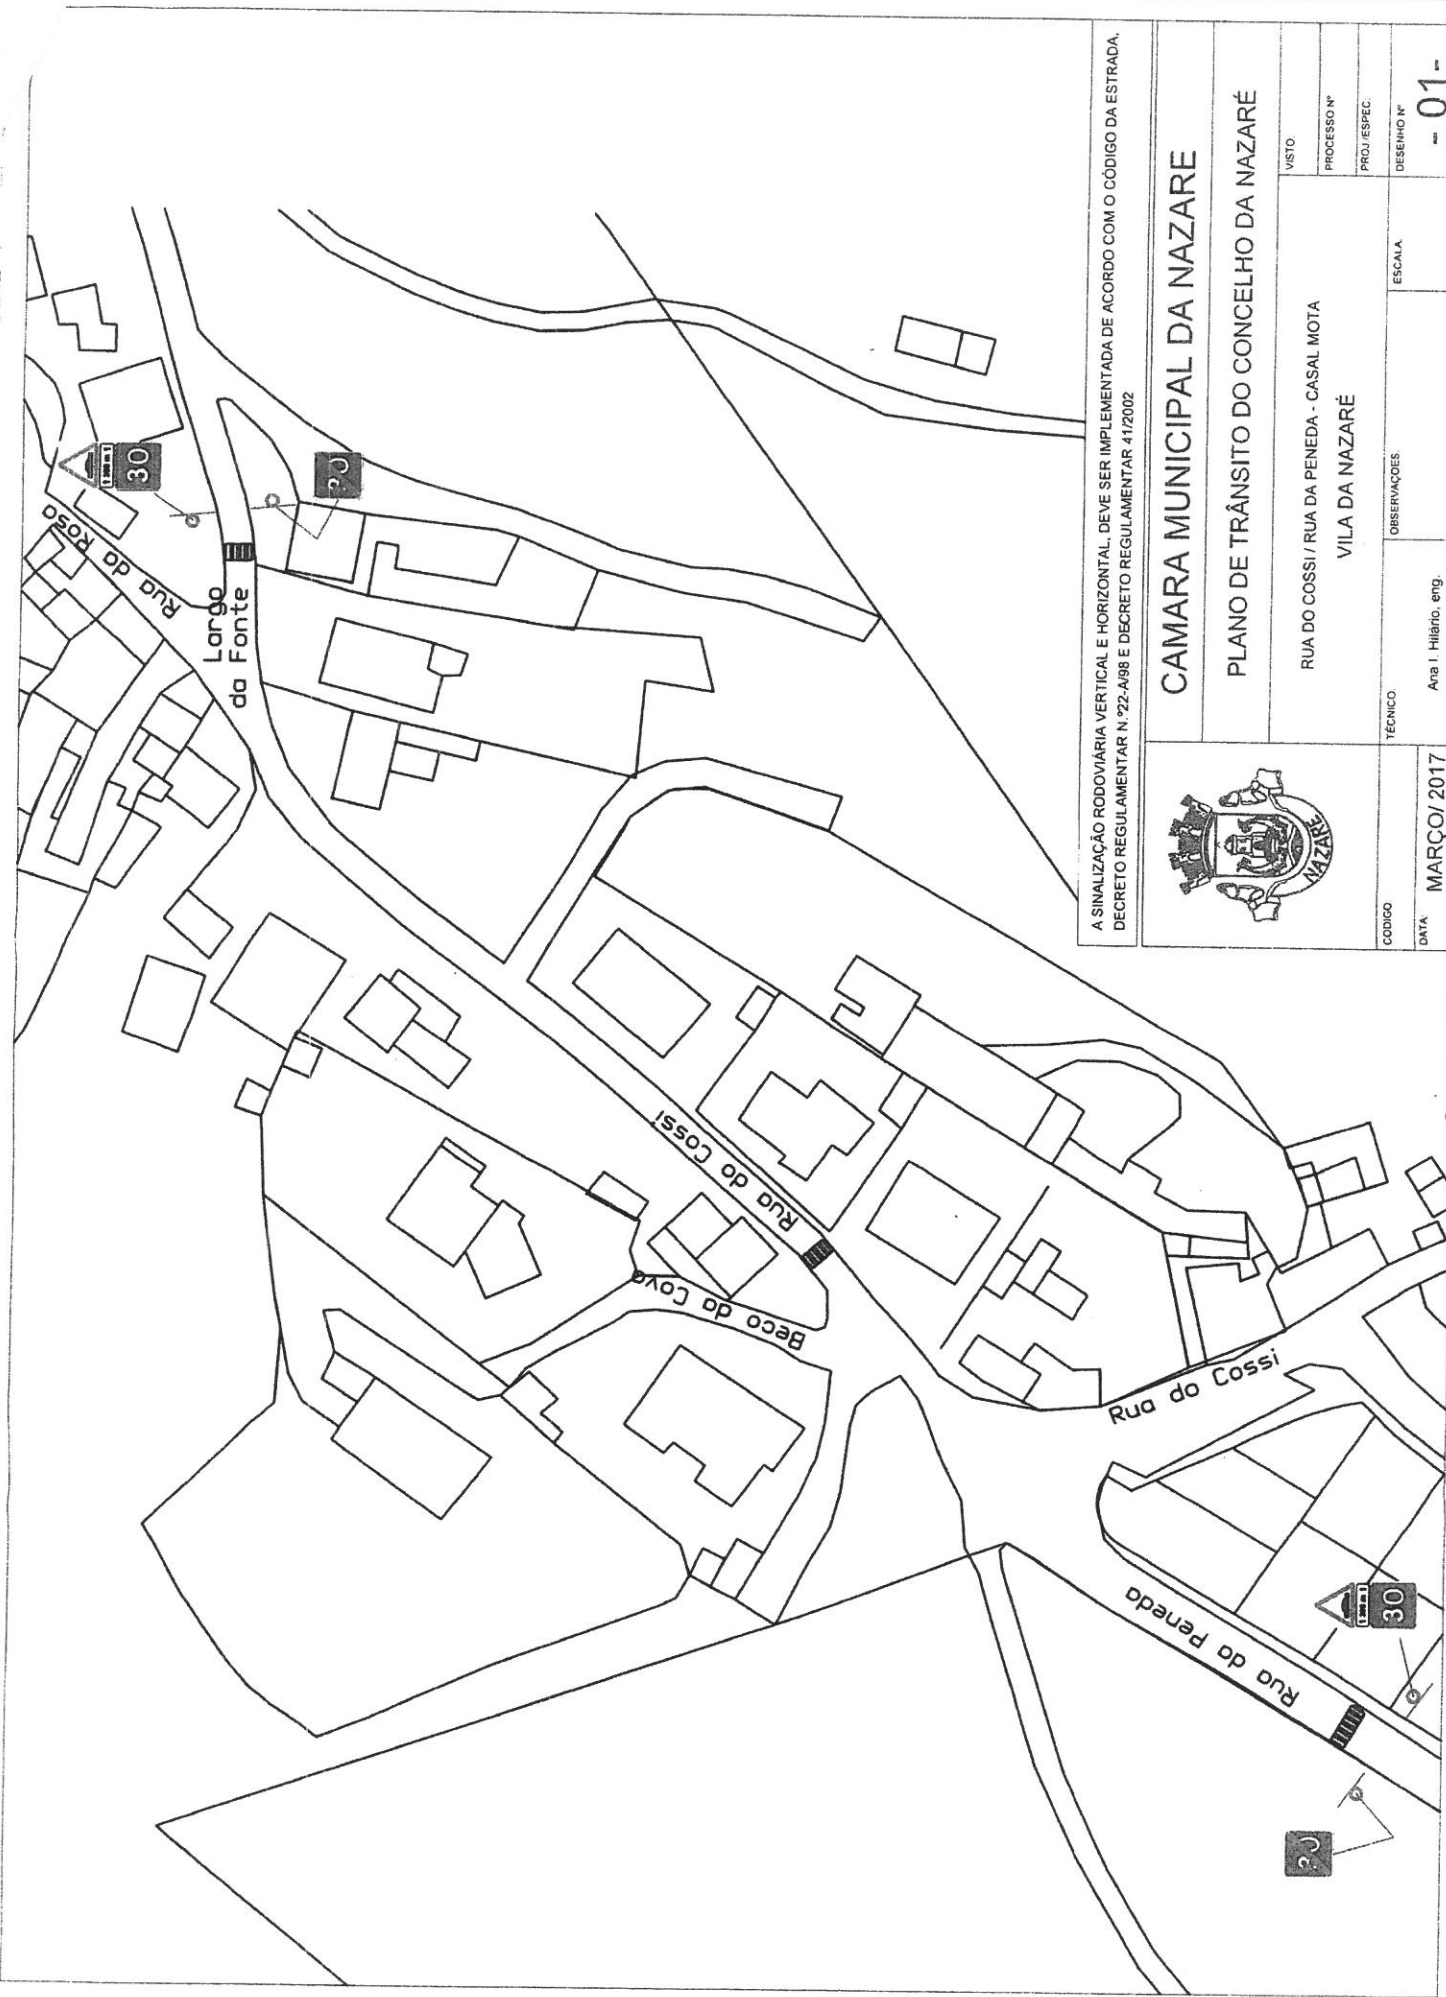 Rua da Rosa
30
Largo
da Fonte
Rua do Cossi
Beco da Cova
Rua do Cossi
Rua da Peneda
30
A SINALIZAÇÃO RODOVIÁRIA VERTICAL E HORIZONTAL, DEVE SER IMPLEMENTADA DE ACORDO COM O CÓDIGO DA ESTRADA,
DECRETO REGULAMENTAR N.º22-A/98 E DECRETO REGULAMENTAR 41/2002
NAZARÉ
CAMARA MUNICIPAL DA NAZARE
PLANO DE TRÂNSITO DO CONCELHO DA NAZARÉ
RUA DO COSSI / RUA DA PENEDA - CASAL MOTA
VILA DA NAZARÉ
VISTO.
PROCESSO Nº
PROJ./ESPEC.
CODIGO
TÉCNICO.
OBSERVAÇÕES.
ESCALA.
DESENHO Nº
DATA: MARÇO/ 2017
Ana I. Hilário, eng.
- 01-